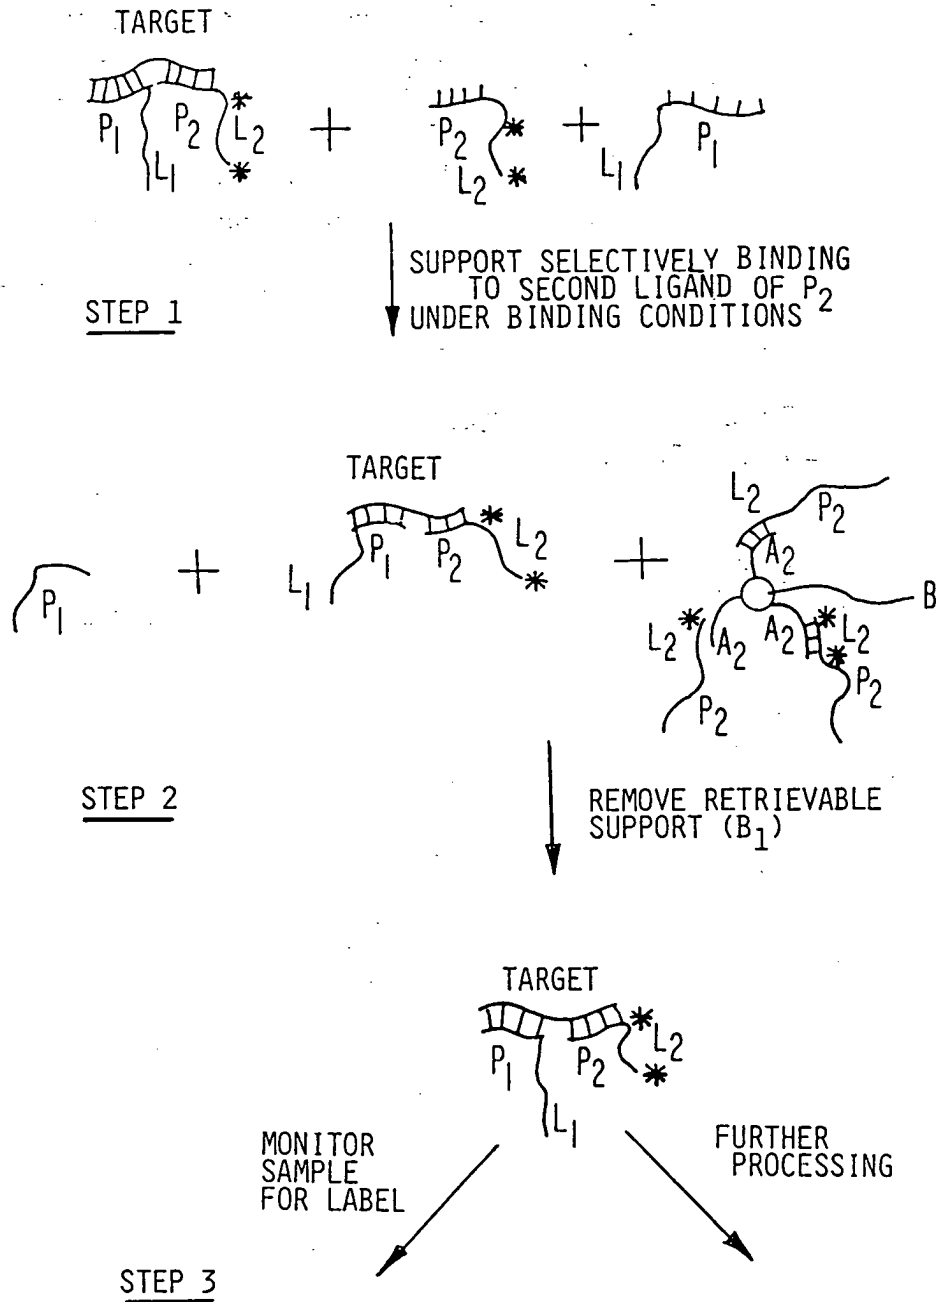 TARGET
P1 P2 L2
L1
+
P2
L2
+
L1 P1
SUPPORT SELECTIVELY BINDING
TO SECOND LIGAND OF P2
UNDER BINDING CONDITIONS
STEP 1
TARGET
P1
+
L1 P1 P2 L2
+
L2 P2
A2
B
L2 A2 A2 L2
P2 P2
STEP 2
REMOVE RETRIEVABLE
SUPPORT (B1)
TARGET
P1 P2 L2
L1
MONITOR
SAMPLE
FOR LABEL
FURTHER
PROCESSING
STEP 3